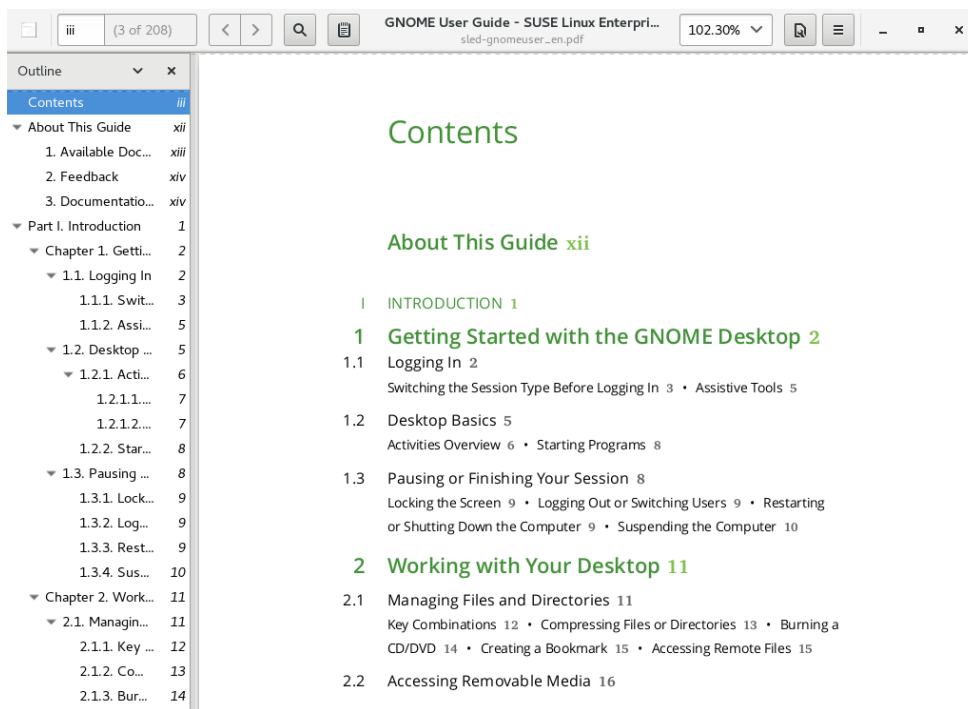 iii (3 of 208) GNOME User Guide - SUSE Linux Enterpri... 102.30%
sled-gnomeuser_en.pdf
Outline
Contents iii
About This Guide xii
1. Available Doc... xiii
2. Feedback xiv
3. Documentatio... xiv
Part I. Introduction 1
Chapter 1. Getti... 2
1.1. Logging In 2
1.1.1. Swit... 3
1.1.2. Assi... 5
1.2. Desktop ... 5
1.2.1. Acti... 6
1.2.1.1.... 7
1.2.1.2.... 7
1.2.2. Star... 8
1.3. Pausing ... 8
1.3.1. Lock... 9
1.3.2. Log... 9
1.3.3. Rest... 9
1.3.4. Sus... 10
Chapter 2. Work... 11
2.1. Managin... 11
2.1.1. Key ... 12
2.1.2. Co... 13
2.1.3. Bur... 14
Contents
About This Guide xii
I INTRODUCTION 1
1 Getting Started with the GNOME Desktop 2
1.1 Logging In 2
Switching the Session Type Before Logging In 3 • Assistive Tools 5
1.2 Desktop Basics 5
Activities Overview 6 • Starting Programs 8
1.3 Pausing or Finishing Your Session 8
Locking the Screen 9 • Logging Out or Switching Users 9 • Restarting
or Shutting Down the Computer 9 • Suspending the Computer 10
2 Working with Your Desktop 11
2.1 Managing Files and Directories 11
Key Combinations 12 • Compressing Files or Directories 13 • Burning a
CD/DVD 14 • Creating a Bookmark 15 • Accessing Remote Files 15
2.2 Accessing Removable Media 16